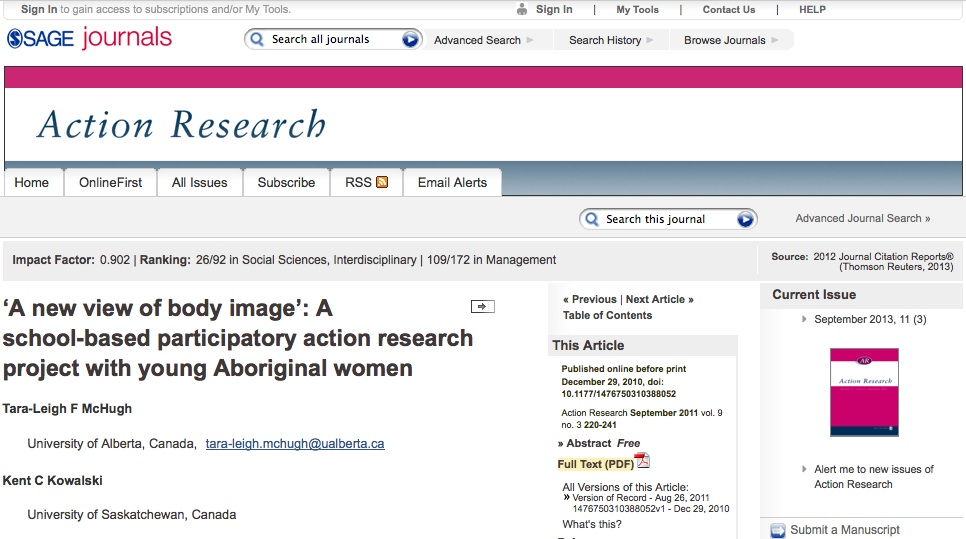 Sign In to gain access to subscriptions and/or My Tools.
Sign In | My Tools | Contact Us | HELP
SAGE journals
Search all journals
Advanced Search
Search History
Browse Journals
Action Research
Home
OnlineFirst
All Issues
Subscribe
RSS
Email Alerts
Search this journal
Advanced Journal Search »
Impact Factor: 0.902 | Ranking: 26/92 in Social Sciences, Interdisciplinary | 109/172 in Management
Source: 2012 Journal Citation Reports®
(Thomson Reuters, 2013)
‘A new view of body image’: A
school-based participatory action research
project with young Aboriginal women
Tara-Leigh F McHugh
University of Alberta, Canada, tara-leigh.mchugh@ualberta.ca
Kent C Kowalski
University of Saskatchewan, Canada
« Previous | Next Article »
Table of Contents
This Article
Published online before print
December 29, 2010, doi:
10.1177/1476750310388052
Action Research September 2011 vol. 9
no. 3 220-241
» Abstract Free
Full Text (PDF)
All Versions of this Article:
» Version of Record - Aug 26, 2011
1476750310388052v1 - Dec 29, 2010
What's this?
Current Issue
September 2013, 11 (3)
AR
Action Research
Alert me to new issues of
Action Research
Submit a Manuscript